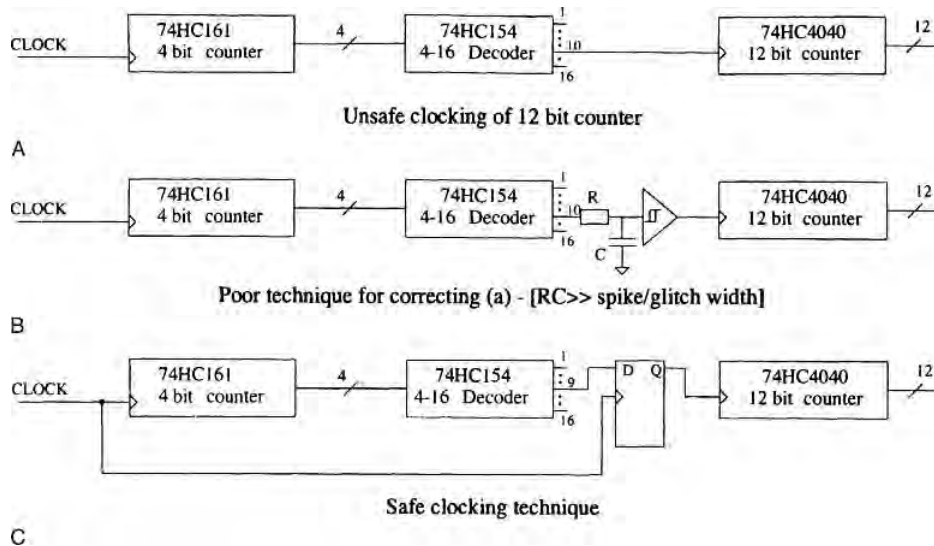 74HC161
4 bit counter
CLOCK
4
74HC154
4-16 Decoder
1
10
16
74HC4040
12 bit counter
12
Unsafe clocking of 12 bit counter
A
74HC161
4 bit counter
CLOCK
4
74HC154
4-16 Decoder
1
10
16
R
C
74HC4040
12 bit counter
12
Poor technique for correcting (a) - [RC>> spike/glitch width]
B
74HC161
4 bit counter
CLOCK
4
74HC154
4-16 Decoder
1
9
16
D Q
74HC4040
12 bit counter
12
Safe clocking technique
C